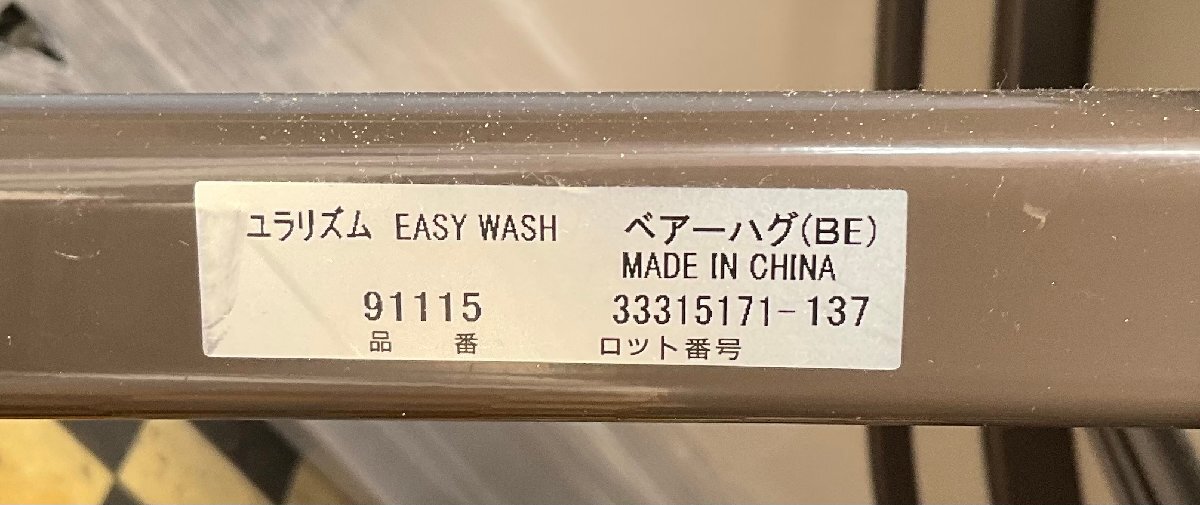 ユラリズム EASY WASH ベアーハグ(BE)
MADE IN CHINA
91115 33315171-137
品 番 ロット番号